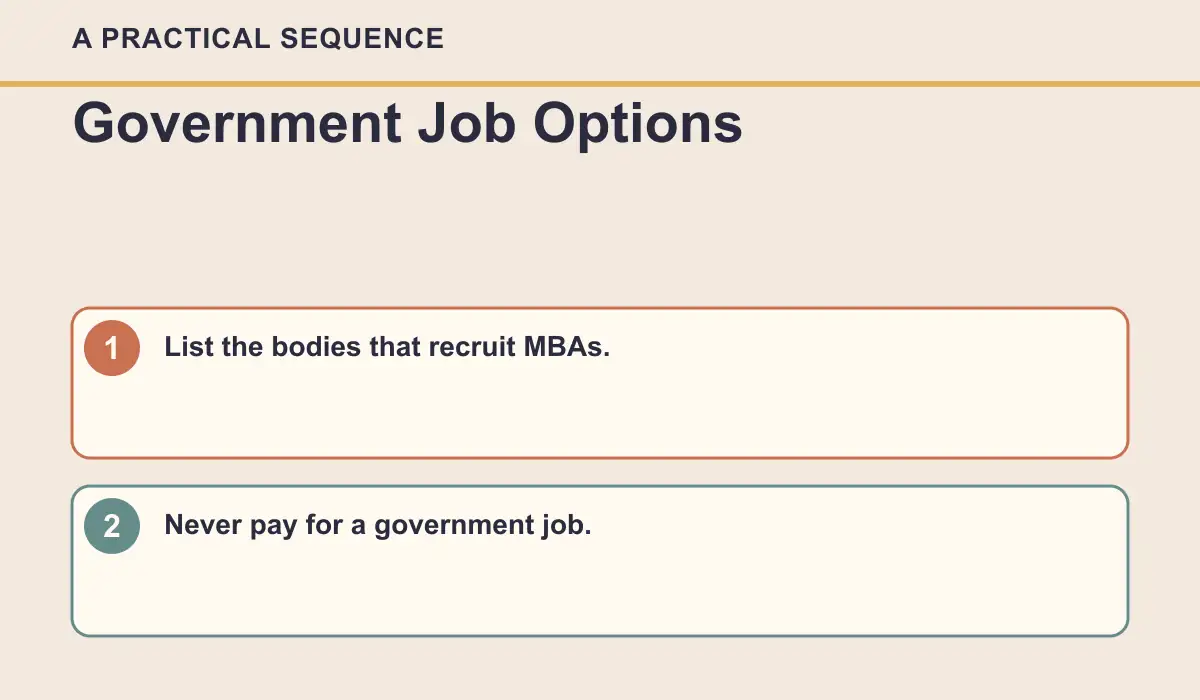 A PRACTICAL SEQUENCE
Government Job Options
1 List the bodies that recruit MBAs.
2 Never pay for a government job.